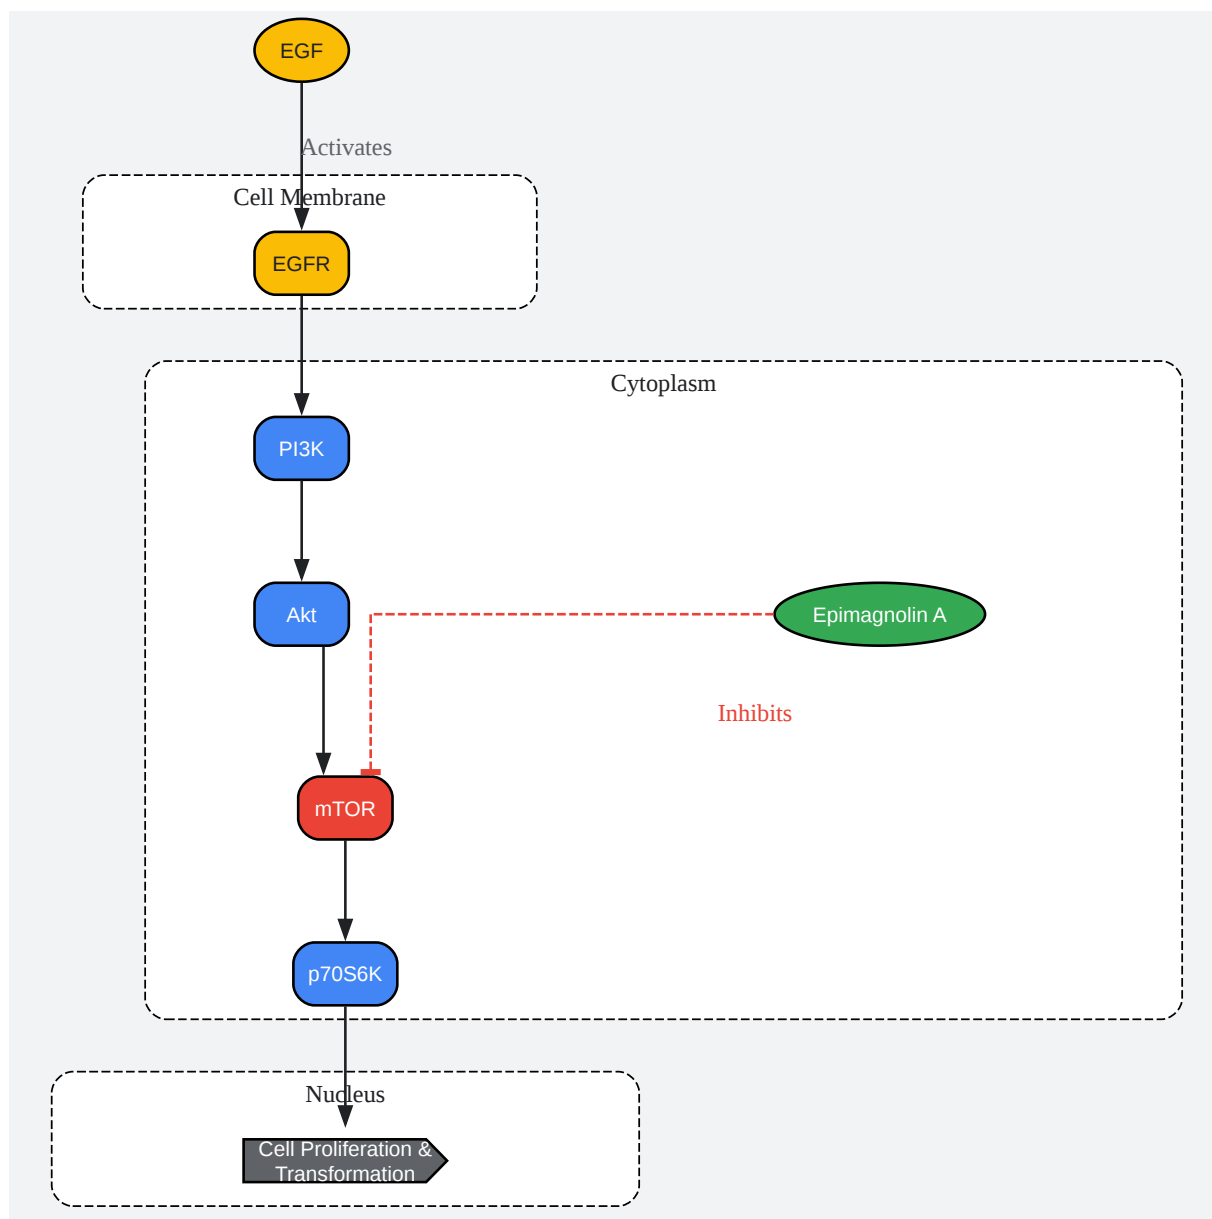 EGF
Activates
Cell Membrane
EGFR
Cytoplasm
PI3K
Akt
Epimagnolin A
Inhibits
mTOR
p70S6K
Nucleus
Cell Proliferation &
Transformation